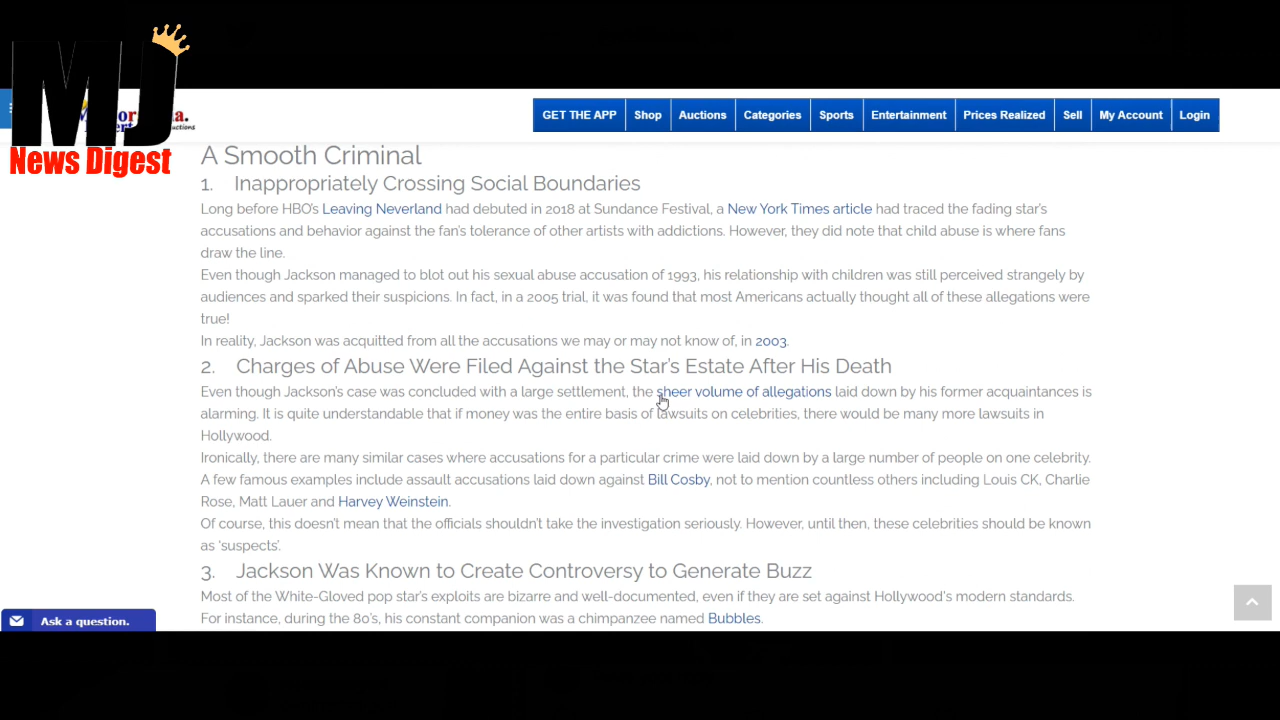 MJ
News Digest
GET THE APP
Shop
Auctions
Categories
Sports
Entertainment
Prices Realized
Sell
My Account
Login
A Smooth Criminal
1. Inappropriately Crossing Social Boundaries
Long before HBO's Leaving Neverland had debuted in 2018 at Sundance Festival, a New York Times article had traced the fading star's
accusations and behavior against the fan's tolerance of other artists with addictions. However, they did note that child abuse is where fans
draw the line.
Even though Jackson managed to blot out his sexual abuse accusation of 1993, his relationship with children was still perceived strangely by
audiences and sparked their suspicions. In fact, in a 2005 trial, it was found that most Americans actually thought all of these allegations were
true!
In reality, Jackson was acquitted from all the accusations we may or may not know of, in 2003.
2. Charges of Abuse Were Filed Against the Star's Estate After His Death
Even though Jackson's case was concluded with a large settlement, the sheer volume of allegations laid down by his former acquaintances is
alarming. It is quite understandable that if money was the entire basis of lawsuits on celebrities, there would be many more lawsuits in
Hollywood.
Ironically, there are many similar cases where accusations for a particular crime were laid down by a large number of people on one celebrity.
A few famous examples include assault accusations laid down against Bill Cosby, not to mention countless others including Louis CK, Charlie
Rose, Matt Lauer and Harvey Weinstein.
Of course, this doesn't mean that the officials shouldn't take the investigation seriously. However, until then, these celebrities should be known
as 'suspects'.
3. Jackson Was Known to Create Controversy to Generate Buzz
Most of the White-Gloved pop star's exploits are bizarre and well-documented, even if they are set against Hollywood's modern standards.
For instance, during the 80's, his constant companion was a chimpanzee named Bubbles.
Ask a question.